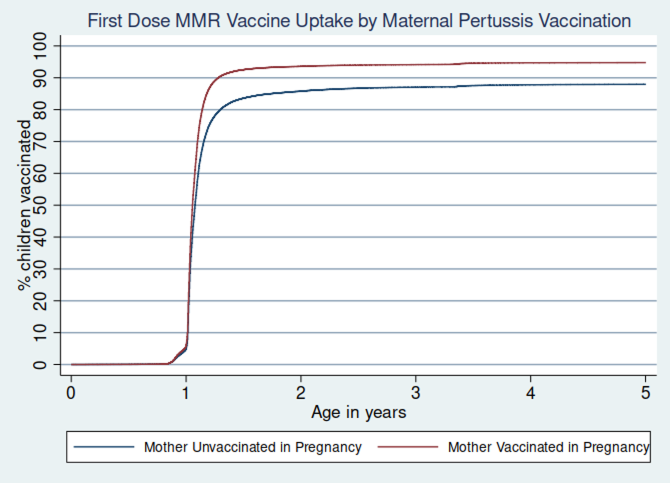 First Dose MMR Vaccine Uptake by Maternal Pertussis Vaccination
% children vaccinated
100
90
80
70
60
50
40
30
20
10
0
0 1 2 3 4 5
Age in years
Mother Unvaccinated in Pregnancy Mother Vaccinated in Pregnancy